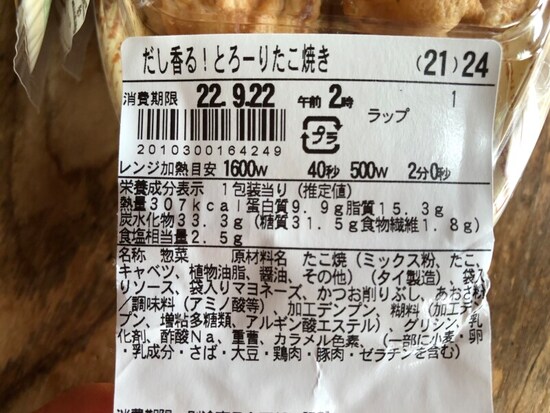 だし香る!とろーりたこ焼き (21)24
消費期限 22. 9.22 午前 2時 ラップ 1
2010300164249 プラ
レンジ加熱目安 1600W 40秒 500W 2分0秒
栄養成分表示 1包装当り(推定値)
熱量307kcal蛋白質9.9g脂質15.3g
炭水化物33.3g(糖質31.5g食物繊維1.8g)
食塩相当量2.5g
名称 惣菜 原材料名 たこ焼(ミックス粉、たこ、
キャベツ、植物油脂、醤油、その他)(タイ製造)、袋入
りソース、袋入りマヨネーズ、かつお削りぶし、あおさ
/調味料(アミノ酸等)、加工デンプン、糊料(加工デン
プン、増粘多糖類、アルギン酸エステル)、グリシン、乳
化剤、酢酸Na、重曹、カラメル色素、(一部に小麦・卵
・乳成分・さば・大豆・鶏肉・豚肉・ゼラチンを含む)
消費期限